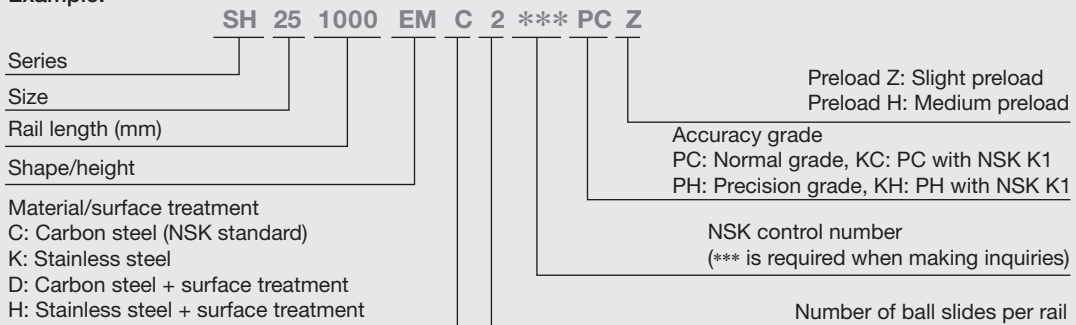 SH 25 1000 EM C 2 *** PC Z
Series
Size
Rail length (mm)
Shape/height
Material/surface treatment
C: Carbon steel (NSK standard)
K: Stainless steel
D: Carbon steel + surface treatment
H: Stainless steel + surface treatment
Preload Z: Slight preload
Preload H: Medium preload
Accuracy grade
PC: Normal grade, KC: PC with NSK K1
PH: Precision grade, KH: PH with NSK K1
NSK control number
(*** is required when making inquiries)
Number of ball slides per rail